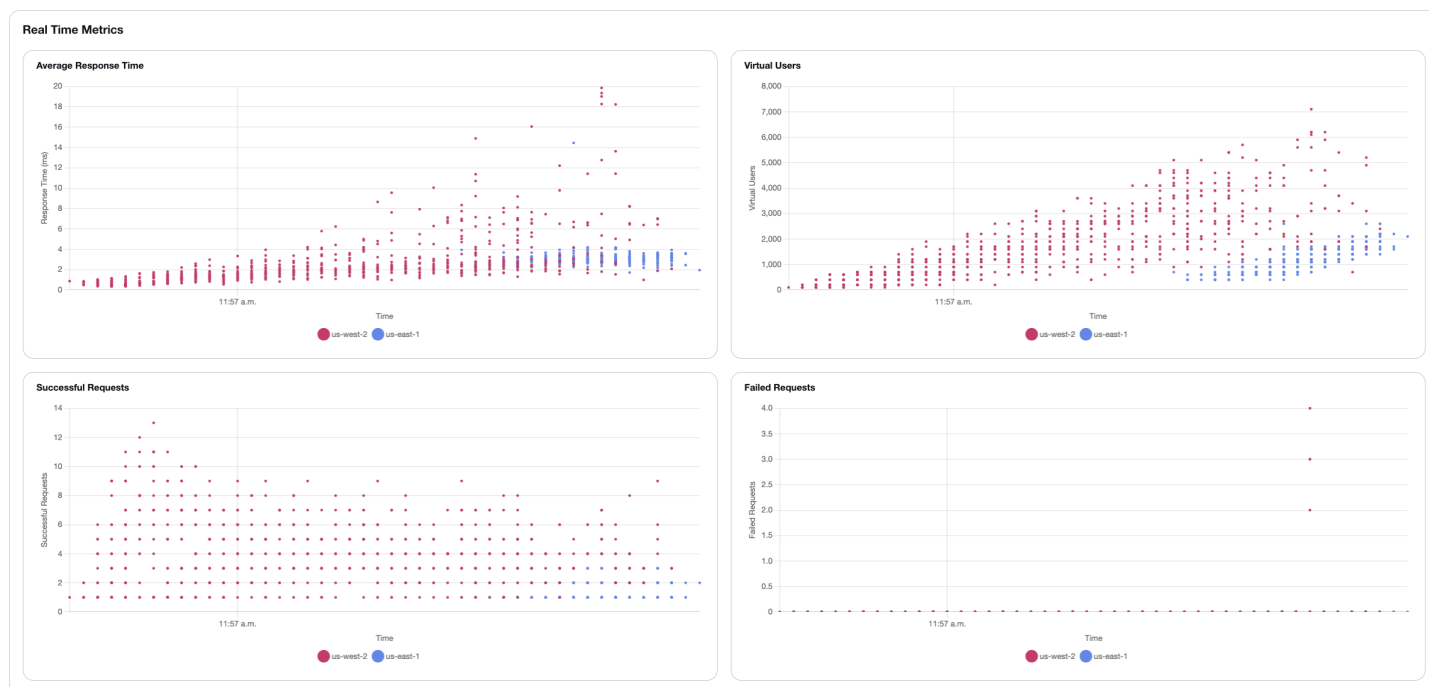 Real Time Metrics
Average Response Time
20
18
16
14
12
10
8
6
4
2
0
Response Time (ms)
11:57 a.m.
Time
us-west-2 us-east-1
Virtual Users
8,000
7,000
6,000
5,000
4,000
3,000
2,000
1,000
0
Virtual Users
11:57 a.m.
Time
us-west-2 us-east-1
Successful Requests
14
12
10
8
6
4
2
0
Successful Requests
11:57 a.m.
Time
us-west-2 us-east-1
Failed Requests
4.0
3.5
3.0
2.5
2.0
1.5
1.0
0.5
0
Failed Requests
11:57 a.m.
Time
us-west-2 us-east-1